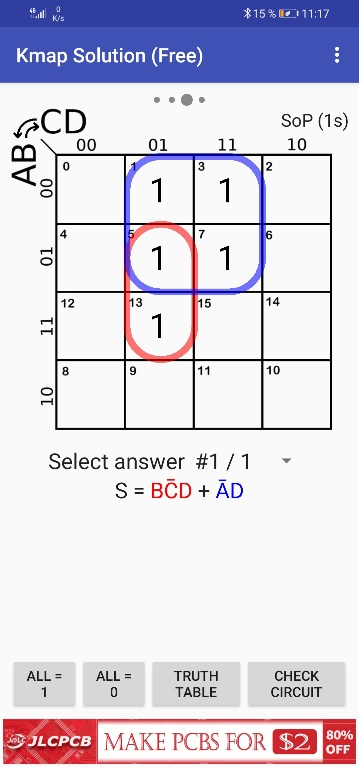 4G 0 K/s 15 % 11:17
Kmap Solution (Free)
CD
AB
SoP (1s)
00 01 11 10
00 0 1 1 3 1 2
01 4 5 1 7 1 6
11 12 13 1 15 14
10 8 9 11 10
Select answer #1 / 1
S = BC̄D + ĀD
ALL = 1
ALL = 0
TRUTH TABLE
CHECK CIRCUIT
JLCPCB MAKE PCBS FOR $2 80% OFF